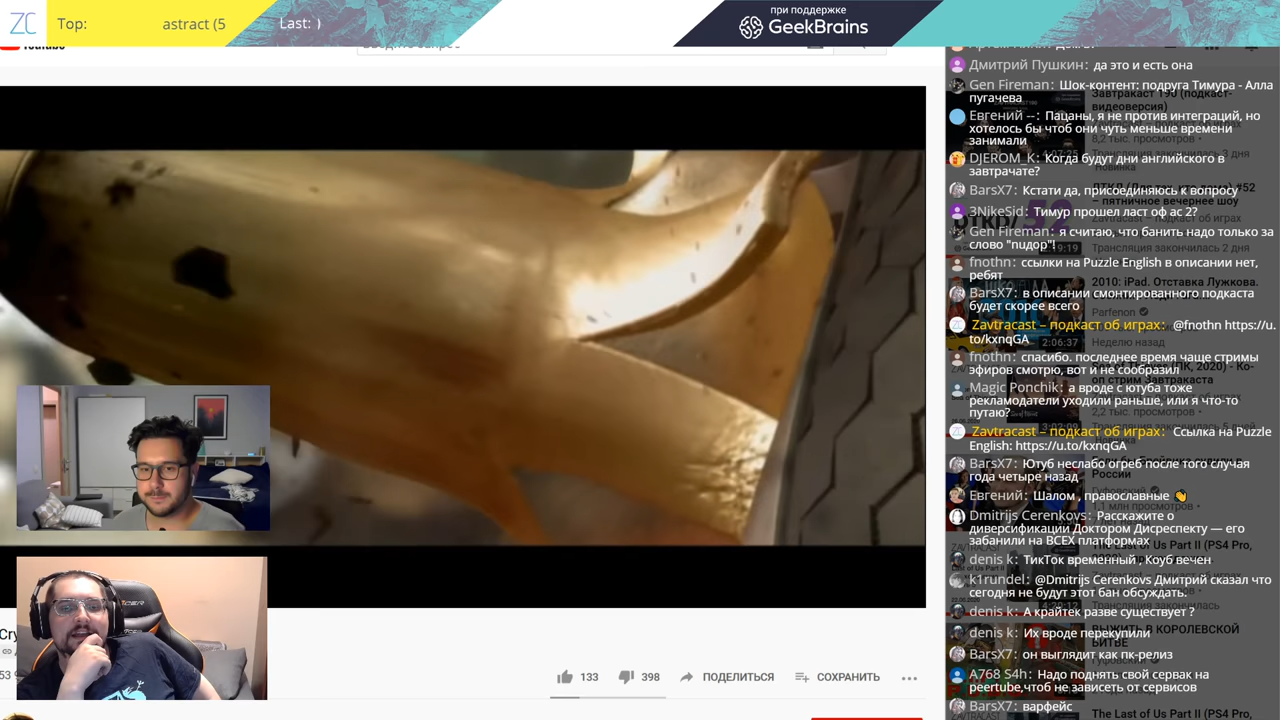 ZC
Top:
astract (5
Last: )
при поддержке
GeekBrains
Дмитрий Пушкин: да это и есть она
Gen Fireman: Шок-контент: подруга Тимура - Алла
пугачева
Евгений --: Пацаны, я не против интеграций, но
хотелось бы чтоб они чуть меньше времени
занимали
DJEROM_K: Когда будут дни английского в
завтрачате?
BarsX7: Кстати да, присоединяюсь к вопросу
3NikeSid: Тимур прошел ласт оф ас 2?
Gen Fireman: я считаю, что банить надо только за
слово "пидор"!
fnothn: ссылки на Puzzle English в описании нет,
ребят
BarsX7: в описании смонтированного подкаста
будет скорее всего
Zavtracast – подкаст об играх: @fnothn https://u.
to/kxnqGA
fnothn: спасибо. последнее время чаще стримы
эфиров смотрю, вот и не сообразил
Magic Ponchik: а вроде с ютуба тоже
рекламодатели уходили раньше, или я что-то
путаю?
Zavtracast – подкаст об играх: Ссылка на Puzzle
English: https://u.to/kxnqGA
BarsX7: Ютуб неслабо огреб после того случая
года четыре назад
Евгений: Шалом , православные 👋
Dmitrijs Cerenkovs: Расскажите о
диверсификации Доктором Дисреспекту — его
забанили на ВСЕХ платформах
denis k: ТикТок временный , Коуб вечен
k1rundel: @Dmitrijs Cerenkovs Дмитрий сказал что
сегодня не будут этот бан обсуждать.
denis k: А крайтек разве существует ?
denis k: Их вроде перекупили
BarsX7: он выглядит как пк-релиз
A768 S4h: Надо поднять свой сервак на
peertube,чтоб не зависеть от сервисов
BarsX7: варфейс
133
398
ПОДЕЛИТЬСЯ
СОХРАНИТЬ